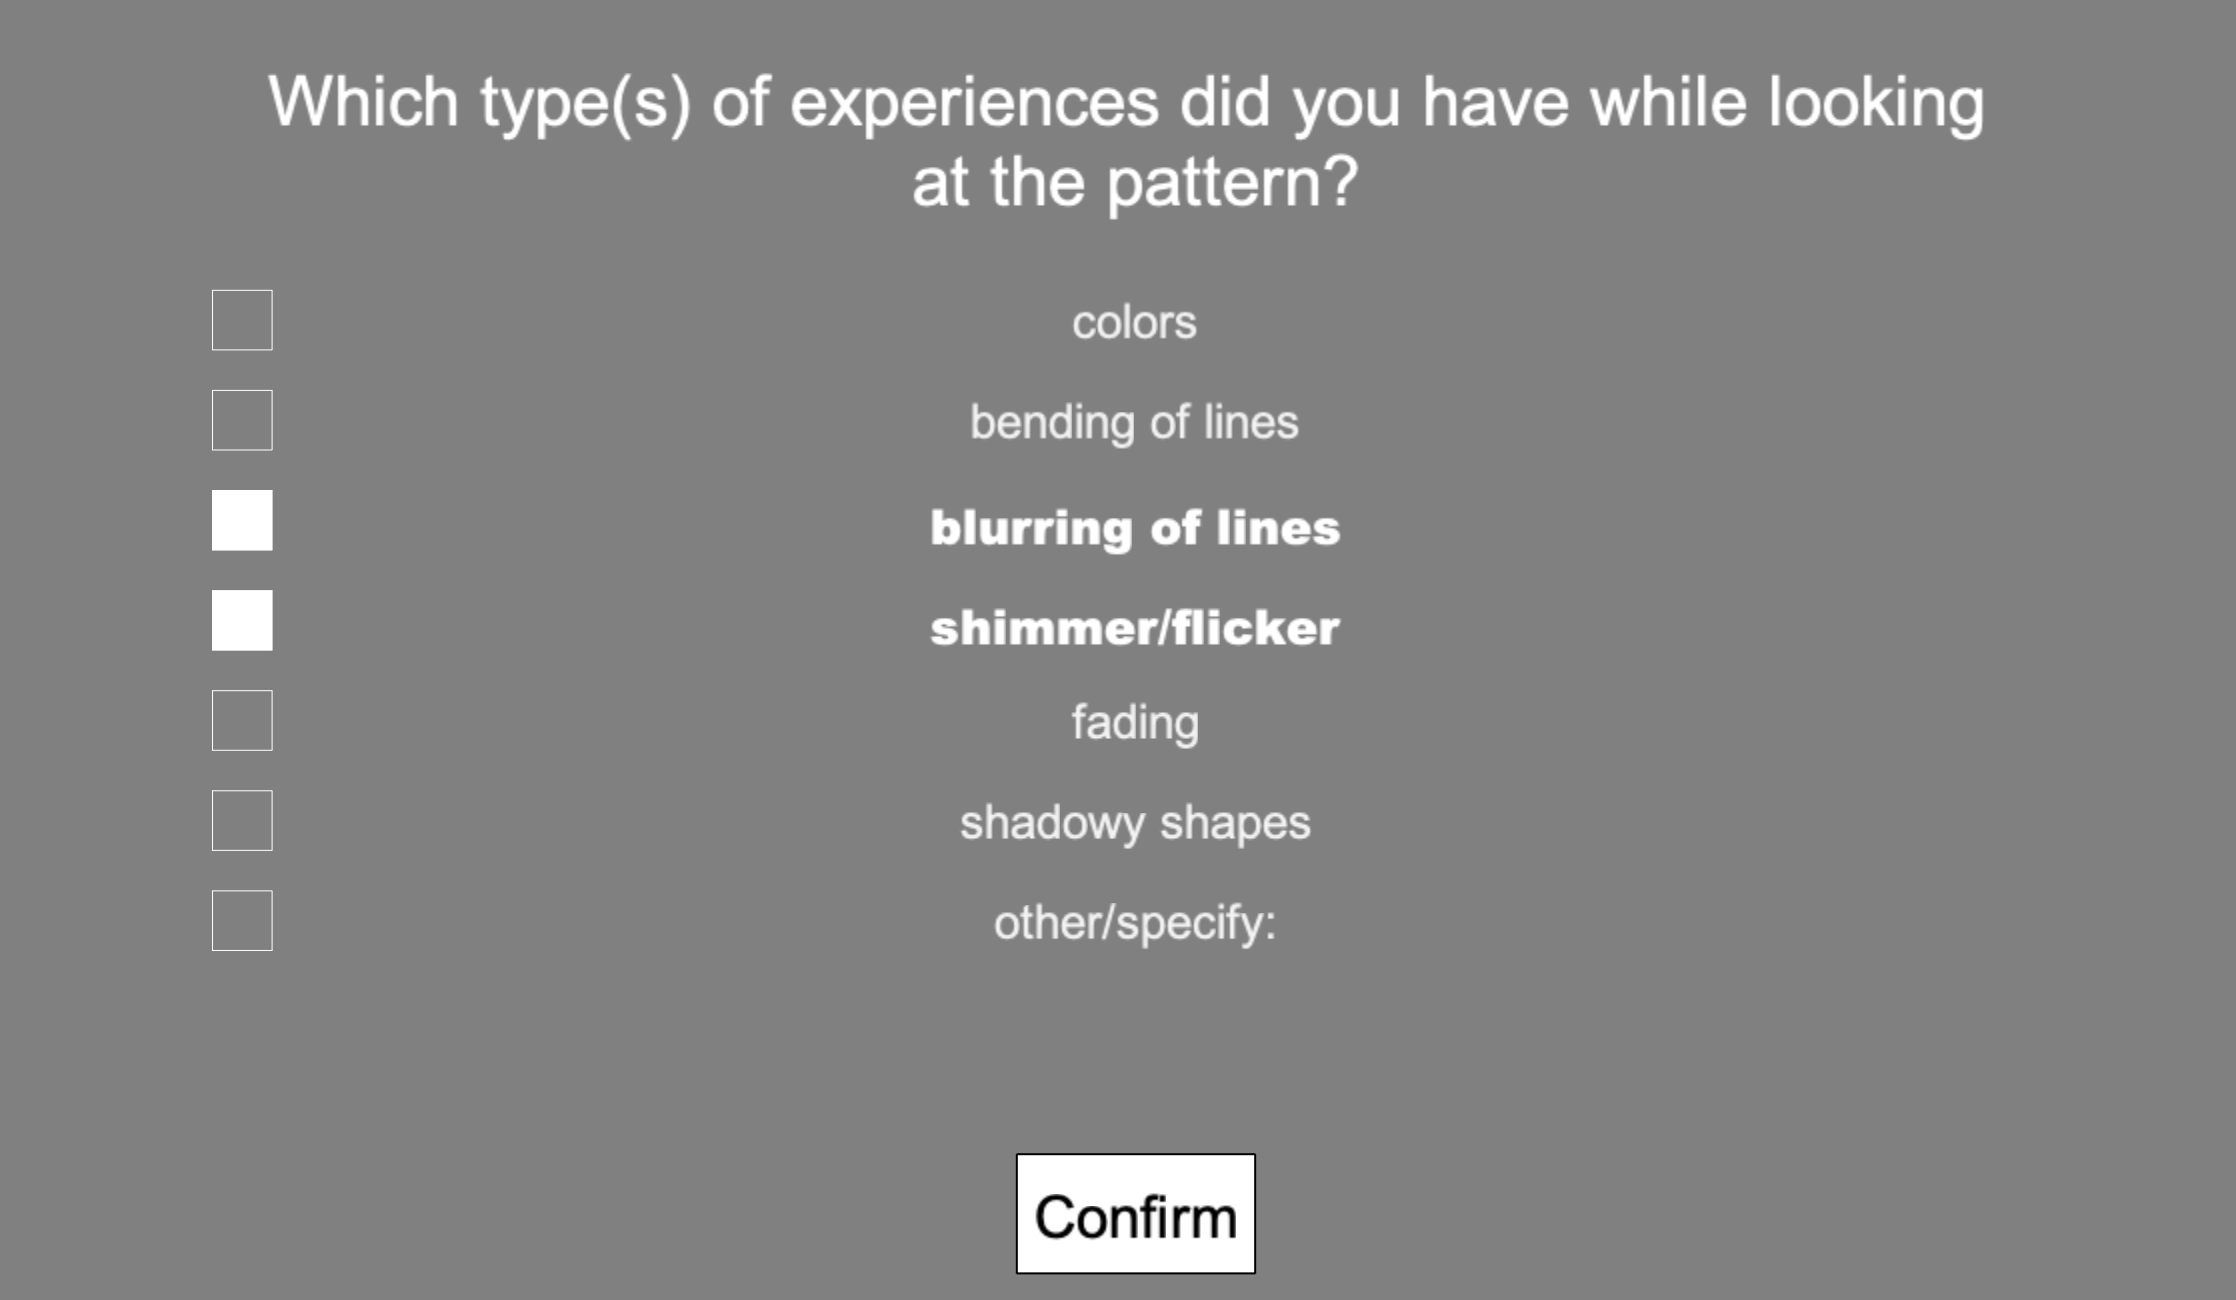 Which type(s) of experiences did you have while looking
at the pattern?
colors
bending of lines
blurring of lines
shimmer/flicker
fading
shadowy shapes
other/specify:
Confirm